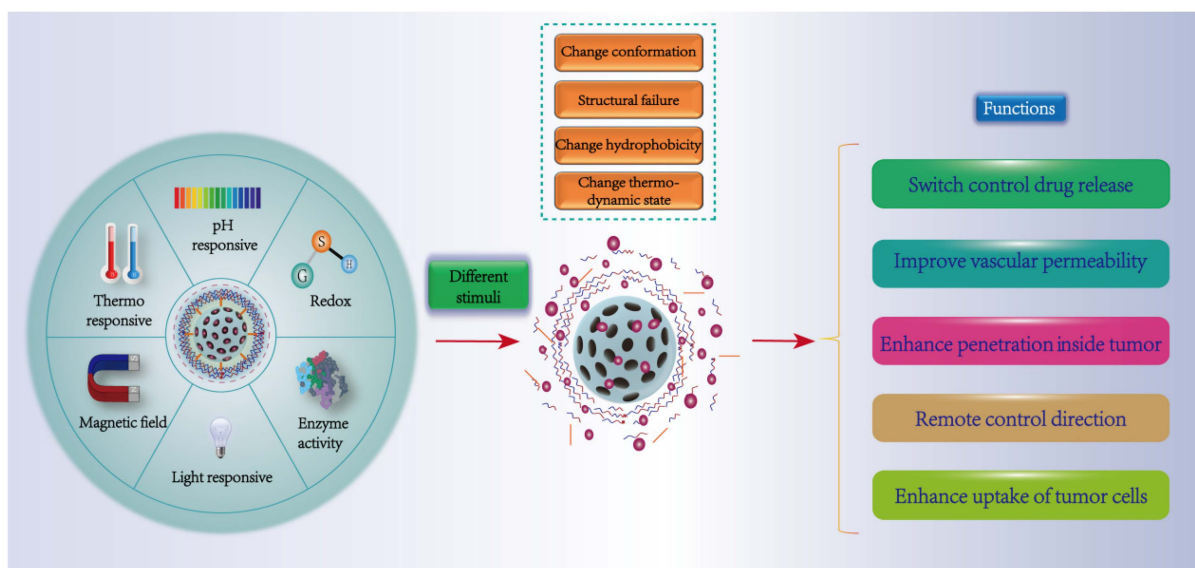 pH
responsive
Thermo
responsive
G
S
H
Redox
Magnetic field
S
N
Light responsive
Enzyme
activity
Different
stimuli
Change conformation
Structural failure
Change hydrophobicity
Change thermo-
dynamic state
Functions
Switch control drug release
Improve vascular permeability
Enhance penetration inside tumor
Remote control direction
Enhance uptake of tumor cells